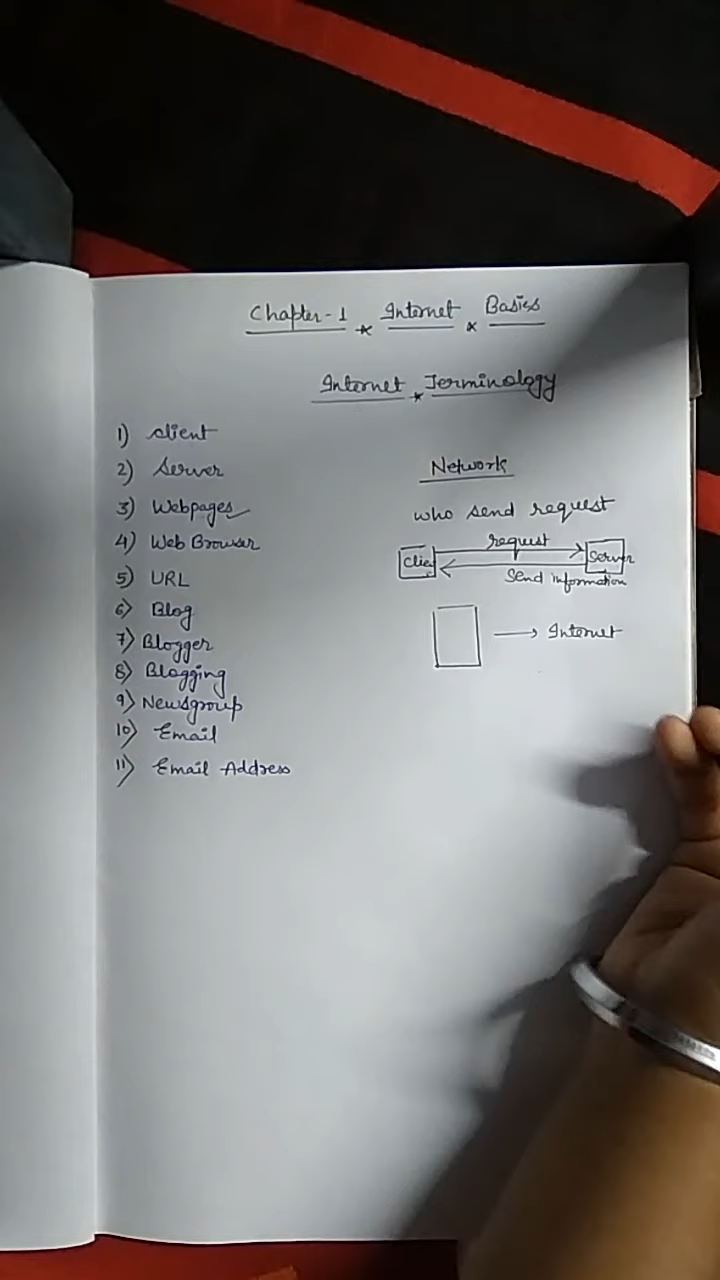 Chapter-1 * Internet * Basics
Internet * Terminology
1) Client
2) Server
3) Webpages
4) Web Browser
5) URL
6) Blog
7) Blogger
8) Blogging
9) Newsgroup
10) Email
11) Email Address
Network
who send request
request
Clied Server
Send information
→ Internet